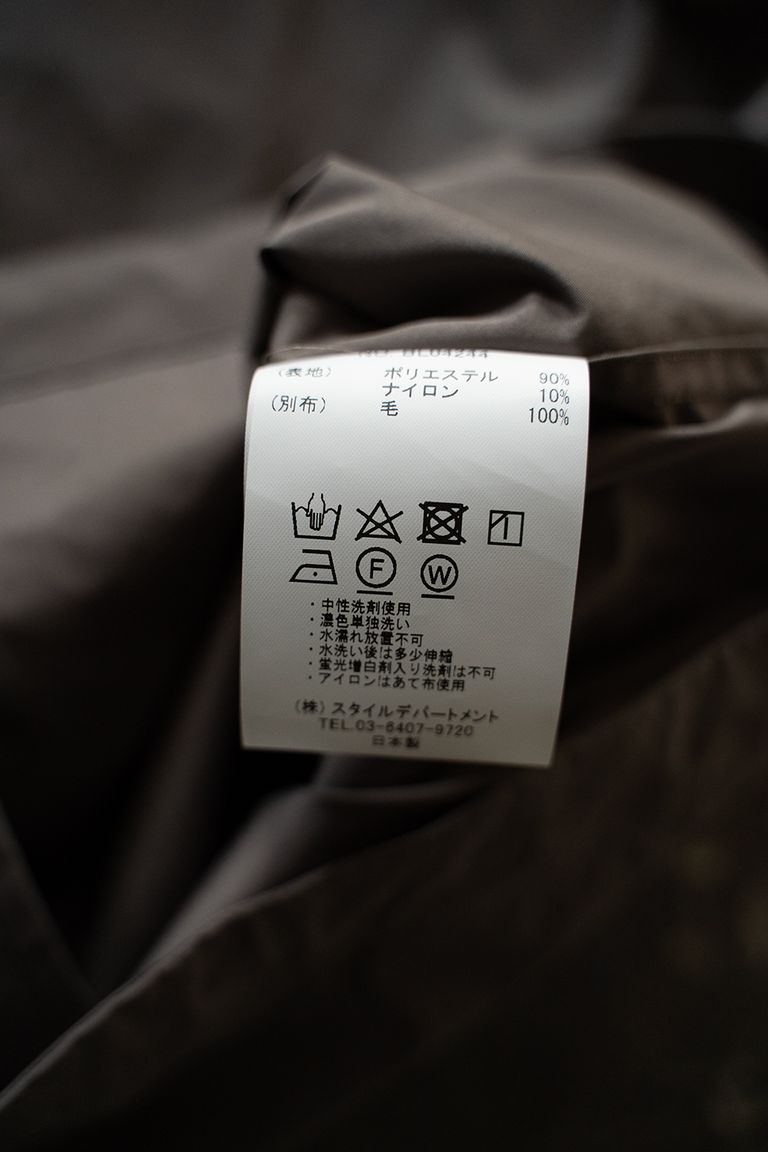 NO. BL04244
(表地) ポリエステル 90%
ナイロン 10%
(別布) 毛 100%
F W
・中性洗剤使用
・濃色単独洗い
・水濡れ放置不可
・水洗い後は多少伸縮
・蛍光増白剤入り洗剤は不可
・アイロンはあて布使用
(株)スタイルデパートメント
TEL.03-6407-9720
日本製